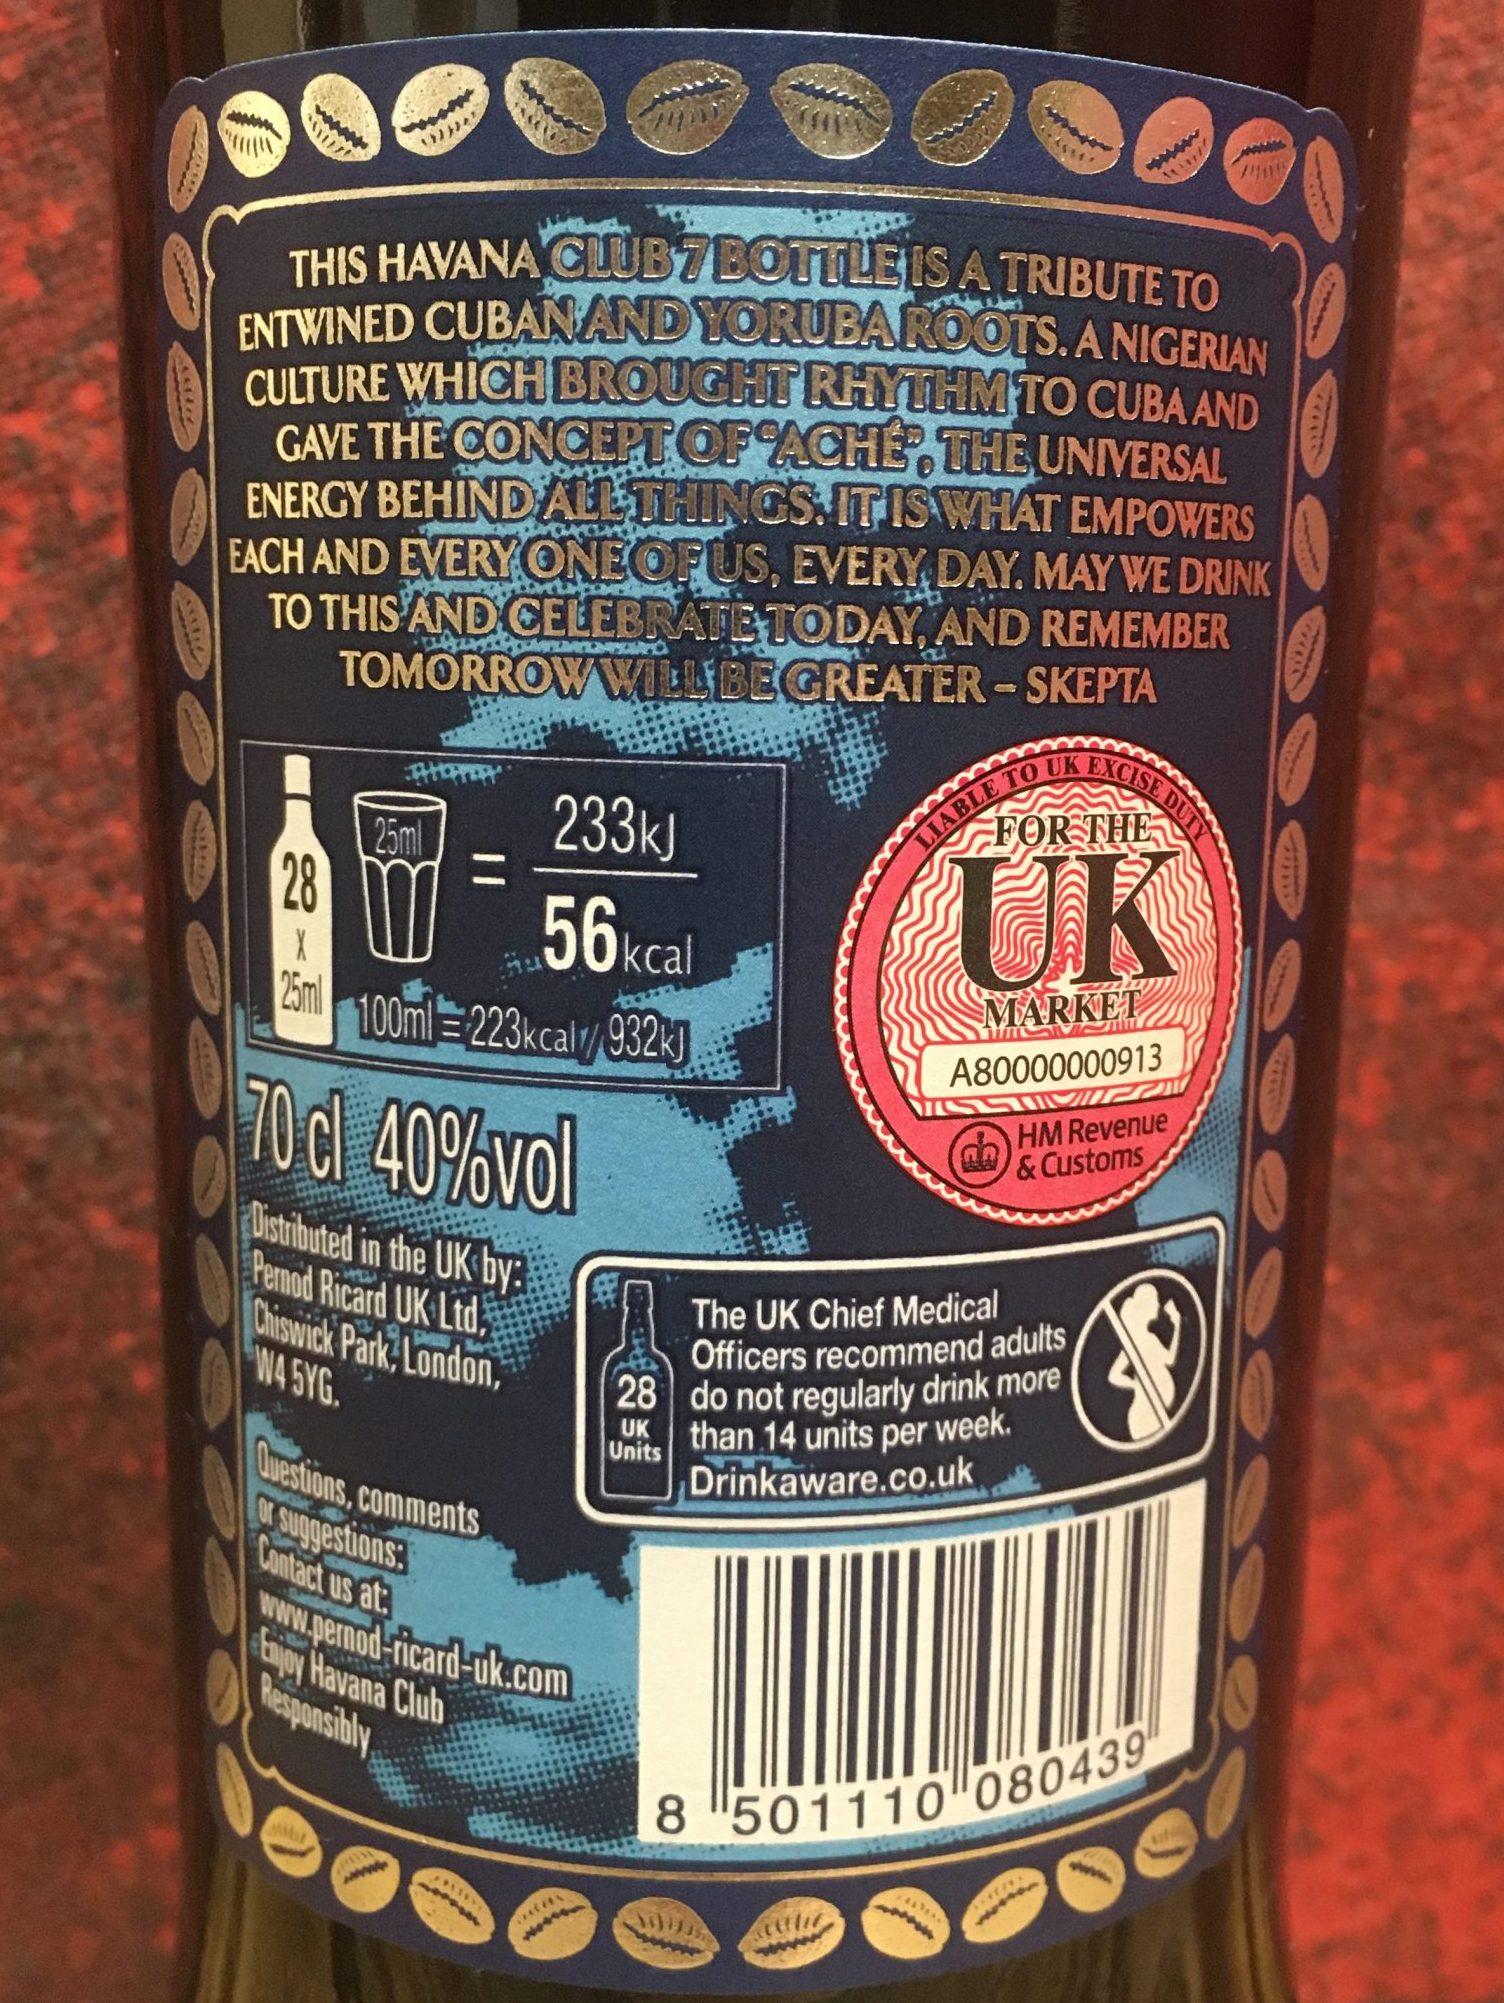 THIS HAVANA CLUB 7 BOTTLE IS A TRIBUTE TO
ENTWINED CUBAN AND YORUBA ROOTS. A NIGERIAN
CULTURE WHICH BROUGHT RHYTHM TO CUBA AND
GAVE THE CONCEPT OF “ACHÉ”, THE UNIVERSAL
ENERGY BEHIND ALL THINGS. IT IS WHAT EMPOWERS
EACH AND EVERY ONE OF US, EVERY DAY. MAY WE DRINK
TO THIS AND CELEBRATE TODAY, AND REMEMBER
TOMORROW WILL BE GREATER – SKEPTA
28
x
25ml
25ml
=
233kJ
56kcal
100ml = 223kcal / 932kJ
LIABLE TO UK EXCISE DUTY
FOR THE
UK
MARKET
A80000000913
HM Revenue
& Customs
70 cl 40%vol
Distributed in the UK by:
Pernod Ricard UK Ltd,
Chiswick Park, London,
W4 5YG.
28
UK
Units
The UK Chief Medical
Officers recommend adults
do not regularly drink more
than 14 units per week.
Drinkaware.co.uk
Questions, comments
or suggestions:
Contact us at:
www.pernod-ricard-uk.com
Enjoy Havana Club
Responsibly
8 501110 080439